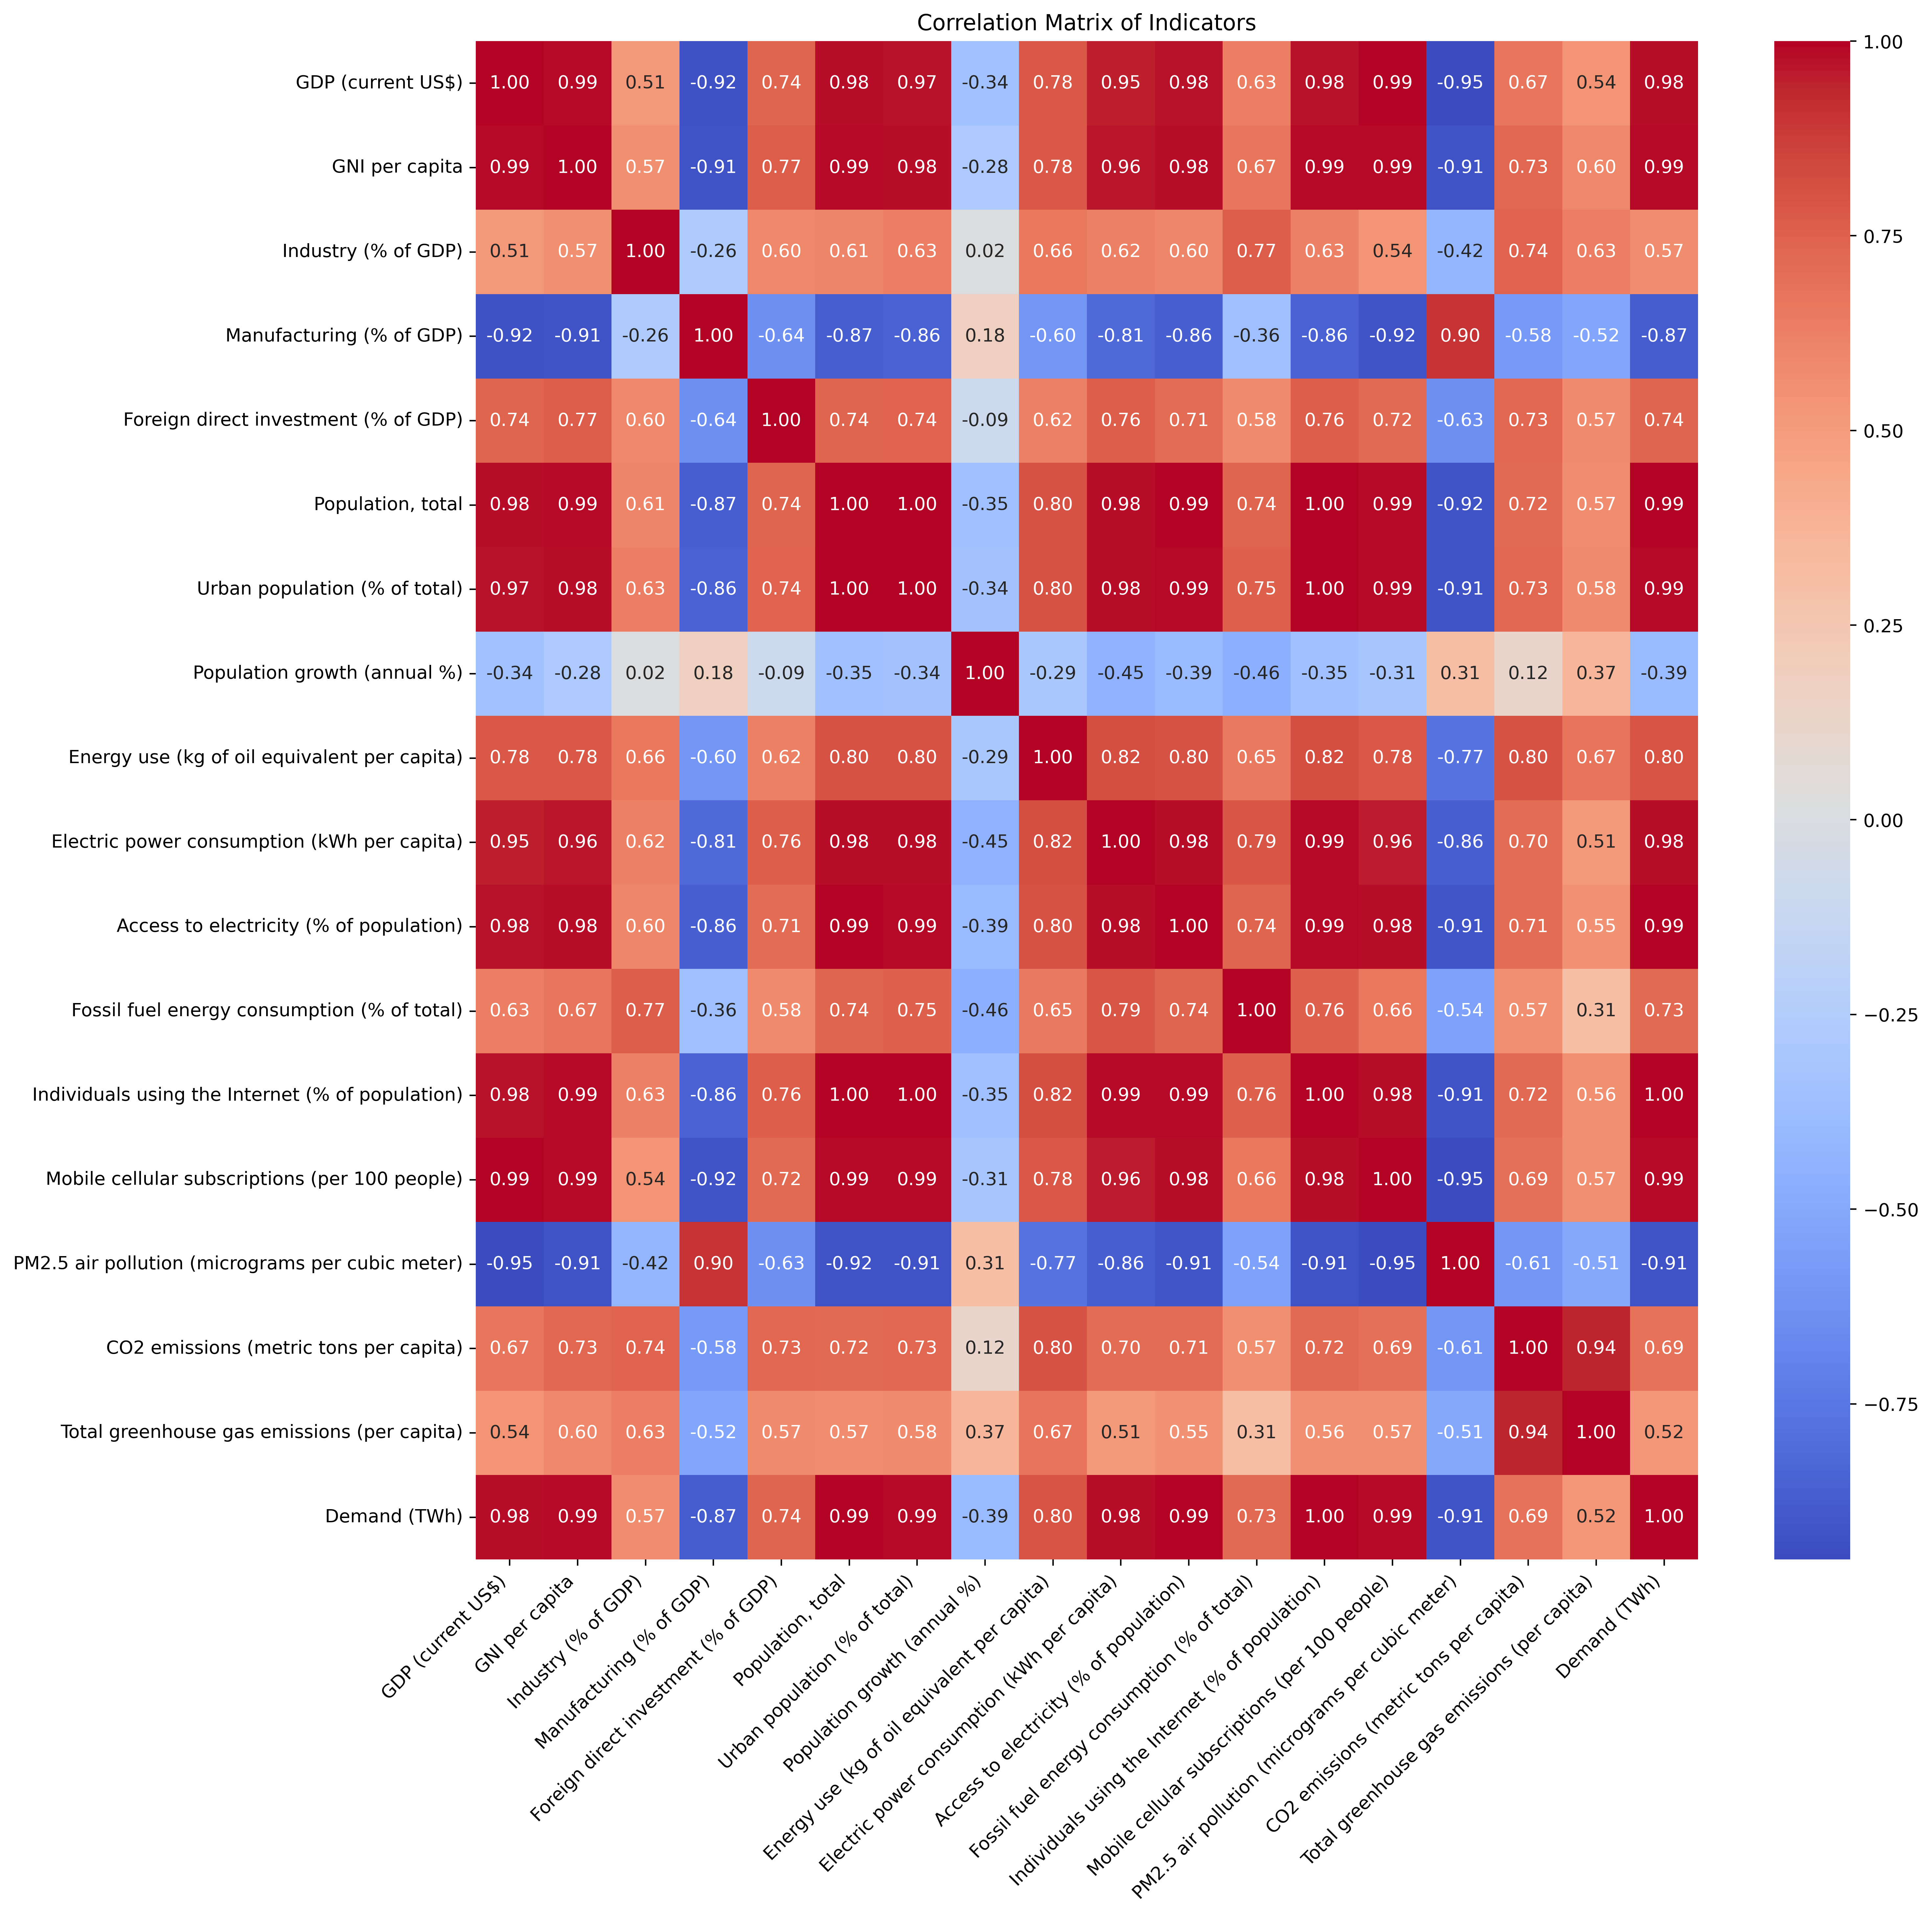 Correlation Matrix of Indicators
GDP (current US$) 1.00 0.99 0.51 -0.92 0.74 0.98 0.97 -0.34 0.78 0.95 0.98 0.63 0.98 0.99 -0.95 0.67 0.54 0.98
GNI per capita 0.99 1.00 0.57 -0.91 0.77 0.99 0.98 -0.28 0.78 0.96 0.98 0.67 0.99 0.99 -0.91 0.73 0.60 0.99
Industry (% of GDP) 0.51 0.57 1.00 -0.26 0.60 0.61 0.63 0.02 0.66 0.62 0.60 0.77 0.63 0.54 -0.42 0.74 0.63 0.57
Manufacturing (% of GDP) -0.92 -0.91 -0.26 1.00 -0.64 -0.87 -0.86 0.18 -0.60 -0.81 -0.86 -0.36 -0.86 -0.92 0.90 -0.58 -0.52 -0.87
Foreign direct investment (% of GDP) 0.74 0.77 0.60 -0.64 1.00 0.74 0.74 -0.09 0.62 0.76 0.71 0.58 0.76 0.72 -0.63 0.73 0.57 0.74
Population, total 0.98 0.99 0.61 -0.87 0.74 1.00 1.00 -0.35 0.80 0.98 0.99 0.74 1.00 0.99 -0.92 0.72 0.57 0.99
Urban population (% of total) 0.97 0.98 0.63 -0.86 0.74 1.00 1.00 -0.34 0.80 0.98 0.99 0.75 1.00 0.99 -0.91 0.73 0.58 0.99
Population growth (annual %) -0.34 -0.28 0.02 0.18 -0.09 -0.35 -0.34 1.00 -0.29 -0.45 -0.39 -0.46 -0.35 -0.31 0.31 0.12 0.37 -0.39
Energy use (kg of oil equivalent per capita) 0.78 0.78 0.66 -0.60 0.62 0.80 0.80 -0.29 1.00 0.82 0.80 0.65 0.82 0.78 -0.77 0.80 0.67 0.80
Electric power consumption (kWh per capita) 0.95 0.96 0.62 -0.81 0.76 0.98 0.98 -0.45 0.82 1.00 0.98 0.79 0.99 0.96 -0.86 0.70 0.51 0.98
Access to electricity (% of population) 0.98 0.98 0.60 -0.86 0.71 0.99 0.99 -0.39 0.80 0.98 1.00 0.74 0.99 0.98 -0.91 0.71 0.55 0.99
Fossil fuel energy consumption (% of total) 0.63 0.67 0.77 -0.36 0.58 0.74 0.75 -0.46 0.65 0.79 0.74 1.00 0.76 0.66 -0.54 0.57 0.31 0.73
Individuals using the Internet (% of population) 0.98 0.99 0.63 -0.86 0.76 1.00 1.00 -0.35 0.82 0.99 0.99 0.76 1.00 0.98 -0.91 0.72 0.56 1.00
Mobile cellular subscriptions (per 100 people) 0.99 0.99 0.54 -0.92 0.72 0.99 0.99 -0.31 0.78 0.96 0.98 0.66 0.98 1.00 -0.95 0.69 0.57 0.99
PM2.5 air pollution (micrograms per cubic meter) -0.95 -0.91 -0.42 0.90 -0.63 -0.92 -0.91 0.31 -0.77 -0.86 -0.91 -0.54 -0.91 -0.95 1.00 -0.61 -0.51 -0.91
CO2 emissions (metric tons per capita) 0.67 0.73 0.74 -0.58 0.73 0.72 0.73 0.12 0.80 0.70 0.71 0.57 0.72 0.69 -0.61 1.00 0.94 0.69
Total greenhouse gas emissions (per capita) 0.54 0.60 0.63 -0.52 0.57 0.57 0.58 0.37 0.67 0.51 0.55 0.31 0.56 0.57 -0.51 0.94 1.00 0.52
Demand (TWh) 0.98 0.99 0.57 -0.87 0.74 0.99 0.99 -0.39 0.80 0.98 0.99 0.73 1.00 0.99 -0.91 0.69 0.52 1.00
GDP (current US$)
GNI per capita
Industry (% of GDP)
Manufacturing (% of GDP)
Foreign direct investment (% of GDP)
Population, total
Urban population (% of total)
Population growth (annual %)
Energy use (kg of oil equivalent per capita)
Electric power consumption (kWh per capita)
Access to electricity (% of population)
Fossil fuel energy consumption (% of total)
Individuals using the Internet (% of population)
Mobile cellular subscriptions (per 100 people)
PM2.5 air pollution (micrograms per cubic meter)
CO2 emissions (metric tons per capita)
Total greenhouse gas emissions (per capita)
Demand (TWh)
1.00
0.75
0.50
0.25
0.00
−0.25
−0.50
−0.75